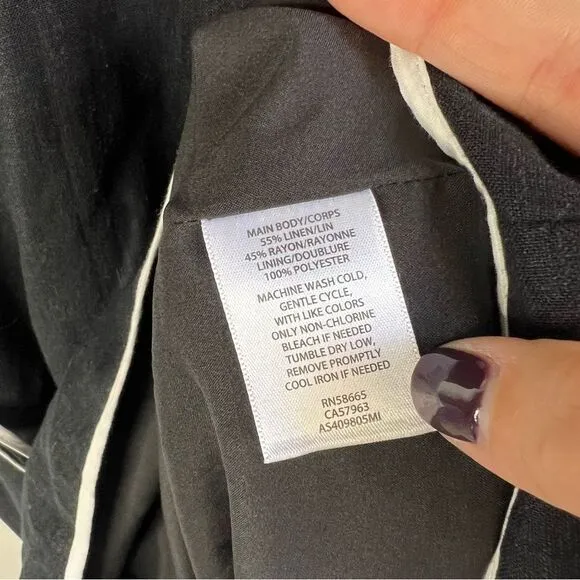 MAIN BODY/CORPS
55% LINEN/LIN
45% RAYON/RAYONNE
LINING/DOUBLURE
100% POLYESTER
MACHINE WASH COLD,
GENTLE CYCLE,
WITH LIKE COLORS
ONLY NON-CHLORINE
BLEACH IF NEEDED
TUMBLE DRY LOW,
REMOVE PROMPTLY
COOL IRON IF NEEDED
RN58665
CA57963
AS409805MI